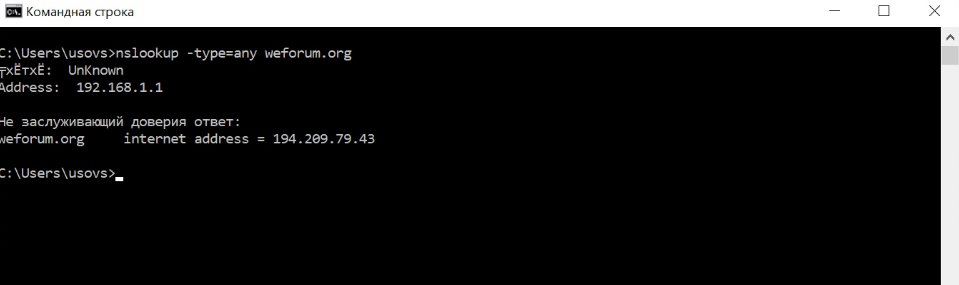 Командная строка
C:\Users\usovs>nslookup -type=any weforum.org
╤хЁтхЁ:  UnKnown
Address:  192.168.1.1
Не заслуживающий доверия ответ:
weforum.org     internet address = 194.209.79.43
C:\Users\usovs>